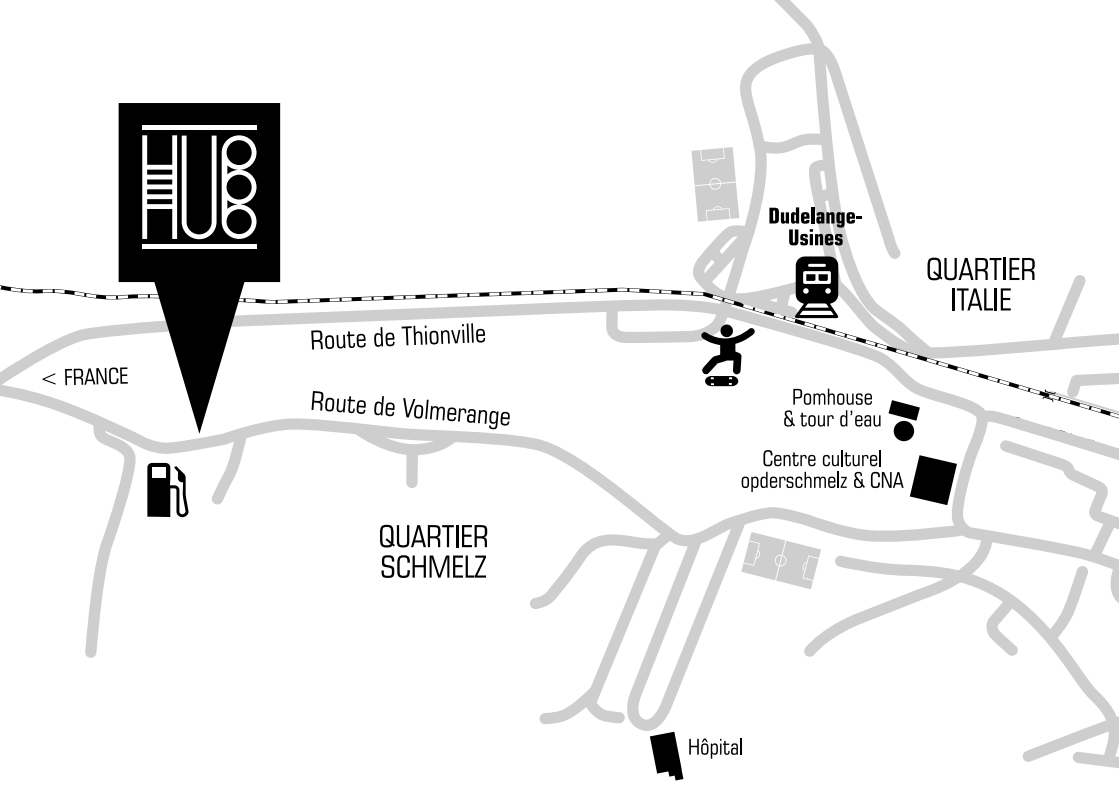 HUB
Dudelange-
Usines
QUARTIER
ITALIE
Route de Thionville
< FRANCE
Route de Volmerange
Pomhouse
& tour d'eau
Centre culturel
opderschmelz & CNA
QUARTIER
SCHMELZ
Hôpital